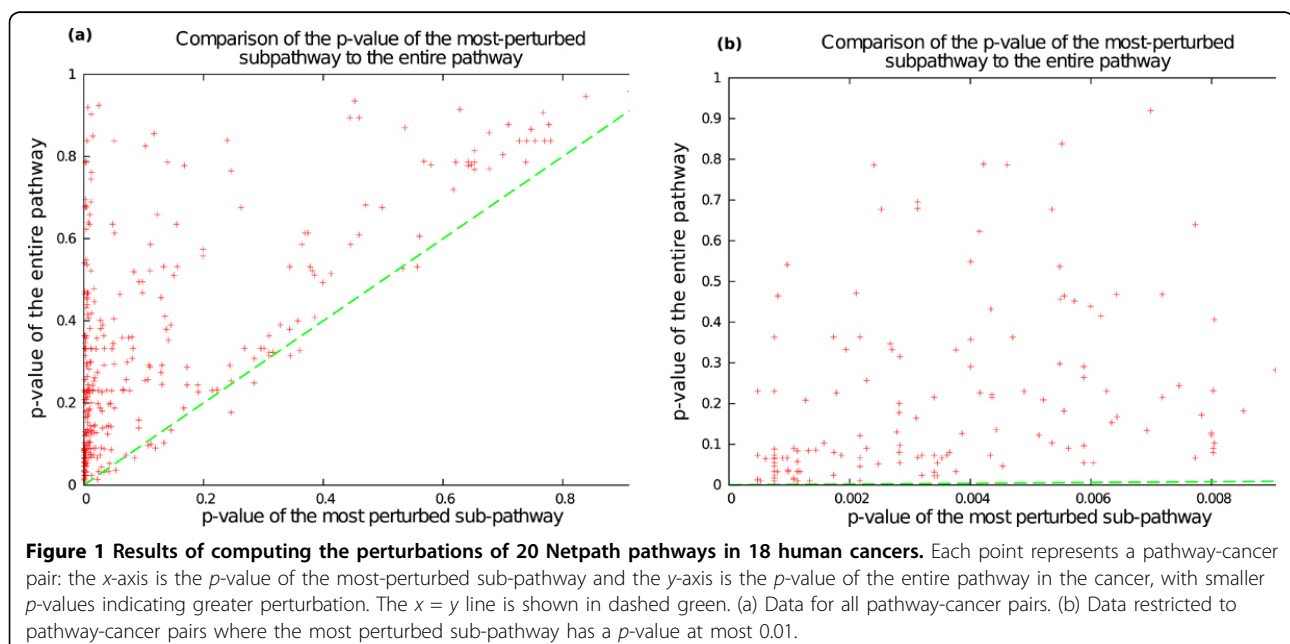 (a)
Comparison of the p-value of the most-perturbed
subpathway to the entire pathway
1
0.8
0.6
0.4
0.2
0
0 0.2 0.4 0.6 0.8
p-value of the entire pathway
p-value of the most perturbed sub-pathway
(b)
Comparison of the p-value of the most-perturbed
subpathway to the entire pathway
1
0.9
0.8
0.7
0.6
0.5
0.4
0.3
0.2
0.1
0
0 0.002 0.004 0.006 0.008
p-value of the entire pathway
p-value of the most perturbed sub-pathway
Figure 1 Results of computing the perturbations of 20 Netpath pathways in 18 human cancers. Each point represents a pathway-cancer
pair: the x-axis is the p-value of the most-perturbed sub-pathway and the y-axis is the p-value of the entire pathway in the cancer, with smaller
p-values indicating greater perturbation. The x = y line is shown in dashed green. (a) Data for all pathway-cancer pairs. (b) Data restricted to
pathway-cancer pairs where the most perturbed sub-pathway has a p-value at most 0.01.